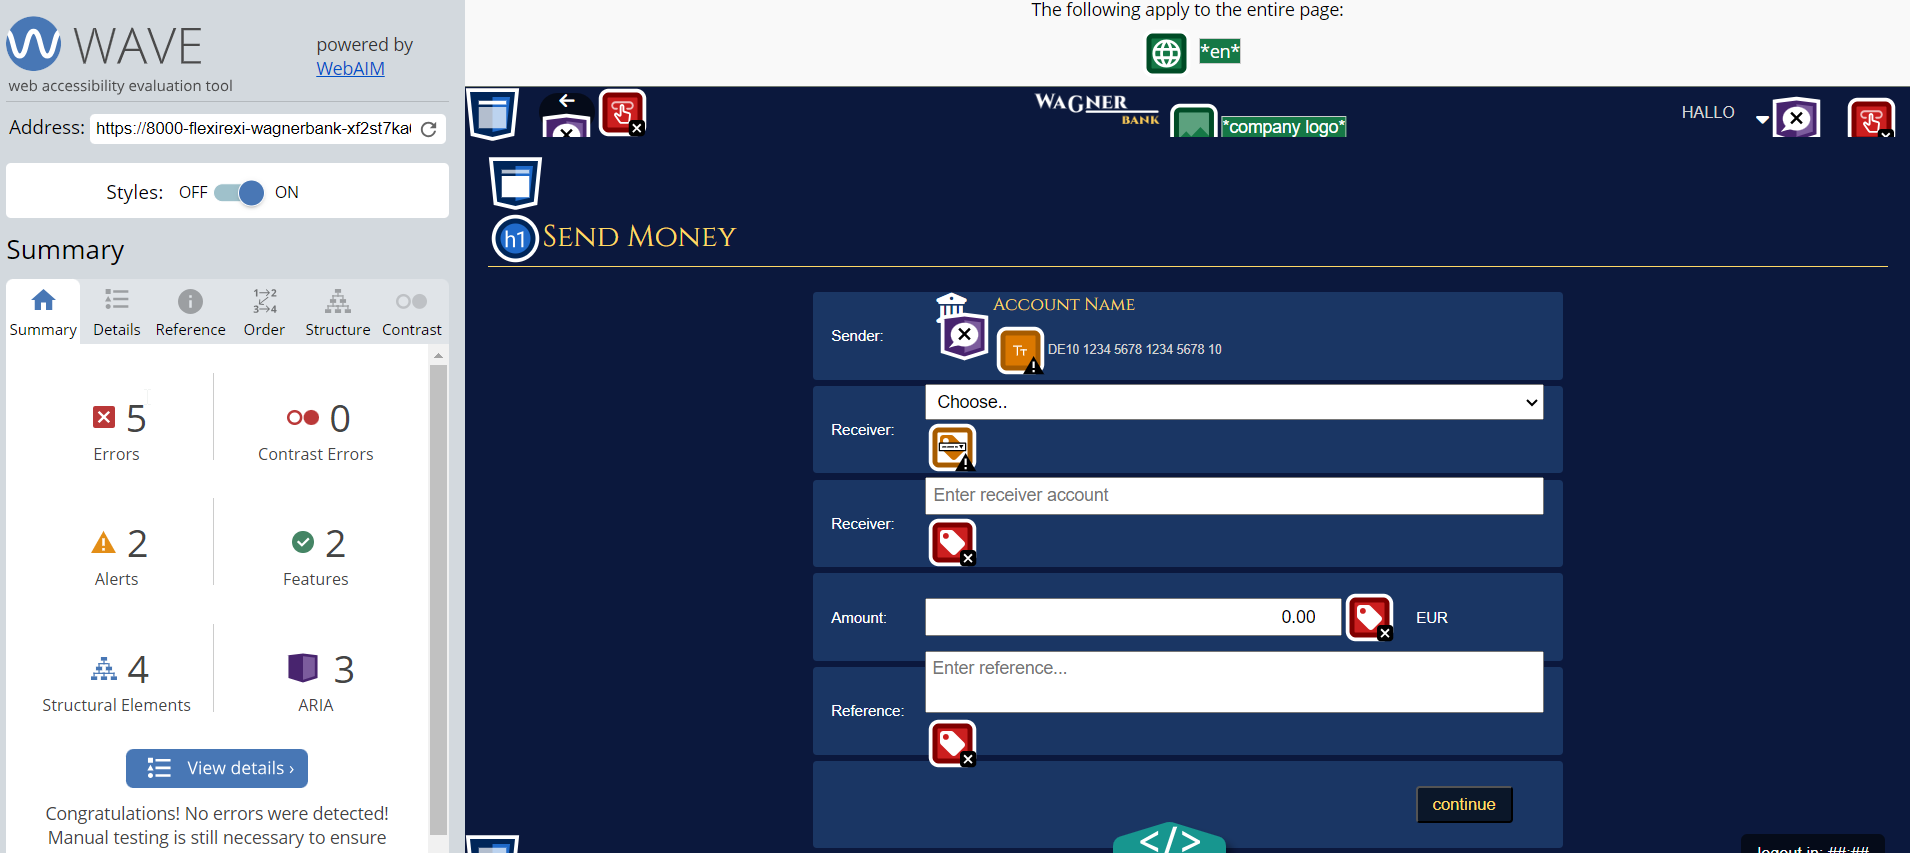 WAVE
powered by
WebAIM
web accessibility evaluation tool
Address: https://8000-flexirexi-wagnerbank-xf2st7ka
Styles: OFF ON
Summary
Summary Details Reference Order Structure Contrast
5
Errors
0
Contrast Errors
2
Alerts
2
Features
4
Structural Elements
3
ARIA
View details ›
Congratulations! No errors were detected!
Manual testing is still necessary to ensure
The following apply to the entire page:
*en*
WAGNER
BANK
*company logo*
HALLO
h1 SEND MONEY
Sender:
ACCOUNT NAME
DE10 1234 5678 1234 5678 10
Receiver:
Choose..
Receiver:
Enter receiver account
Amount:
0.00
EUR
Reference:
Enter reference...
continue
</>
logout in: ##:##